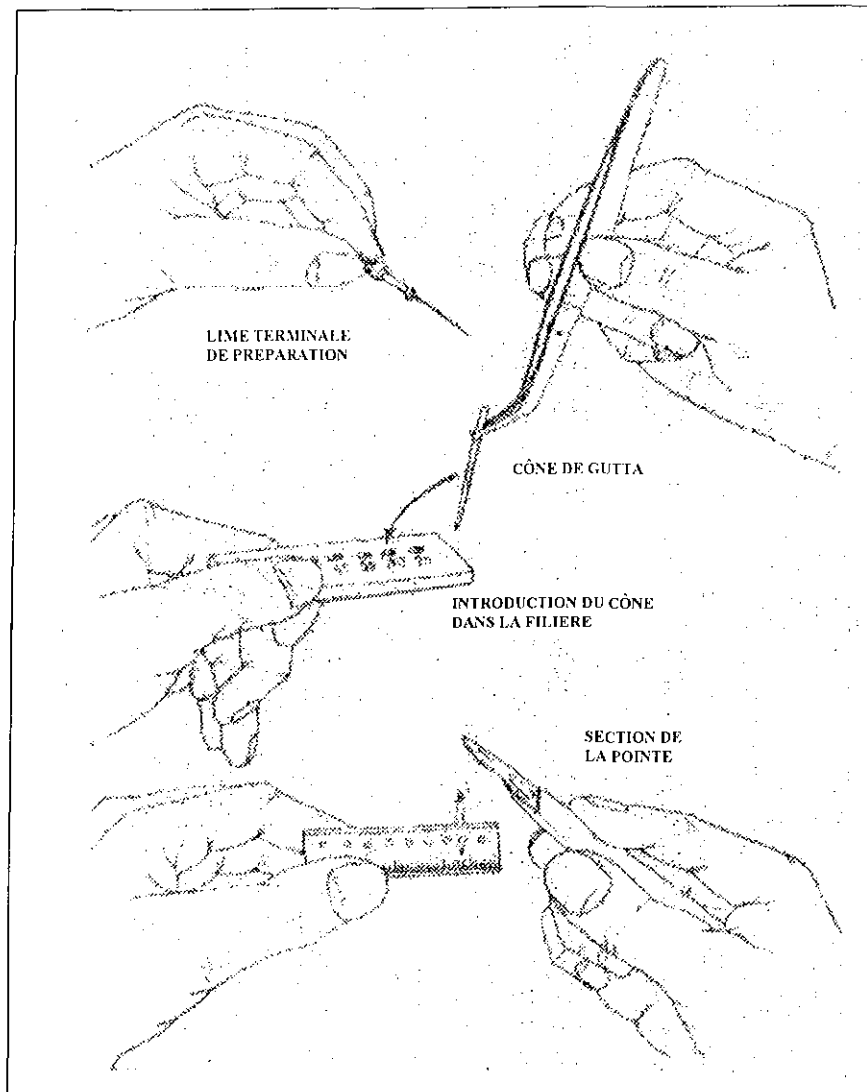 LIME TERMINALE
DE PREPARATION
CÔNE DE GUTTA
INTRODUCTION DU CÔNE
DANS LA FILIERE
SECTION DE
LA POINTE